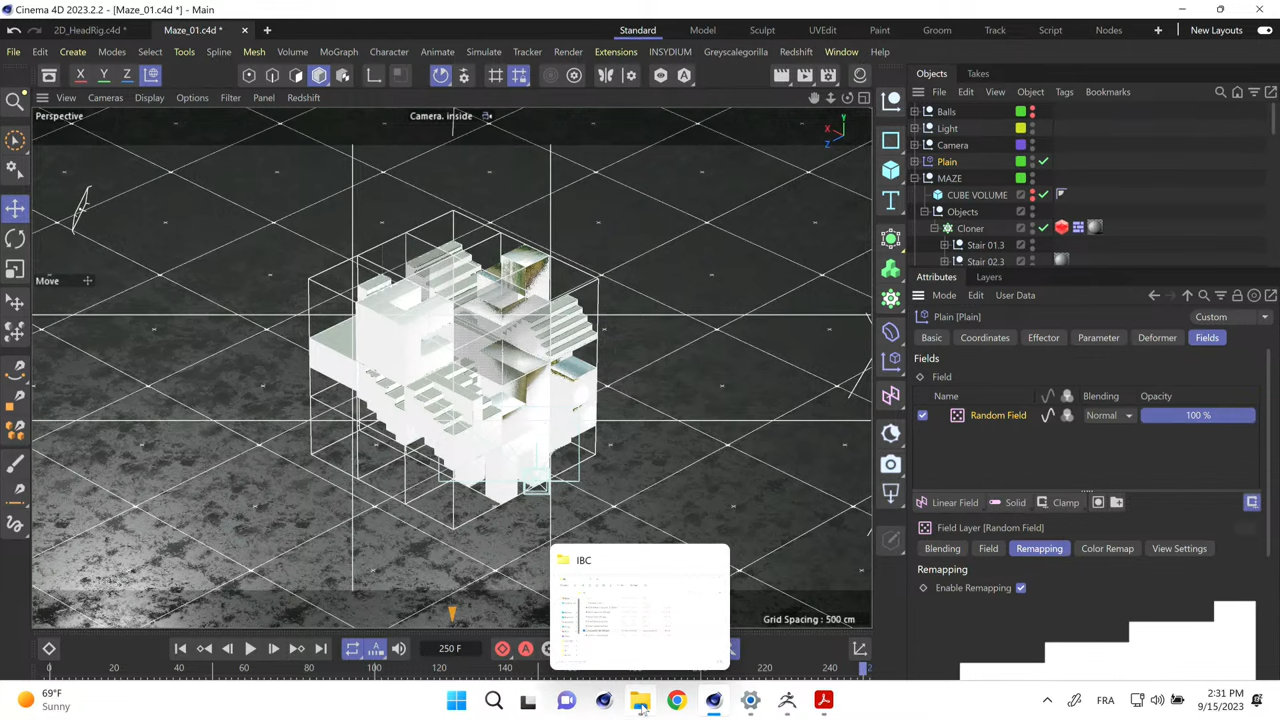 Cinema 4D 2023.2.2 - [Maze_01.c4d *] - Main
2D_HeadRig.c4d * Maze_01.c4d * Standard Model Sculpt UVEdit Paint Groom Track Script Nodes New Layouts
File Edit Create Modes Select Tools Spline Mesh Volume MoGraph Character Animate Simulate Tracker Render Extensions INSYDIUM Greyscalegorilla Redshift Window Help
X Y Z
Objects Takes
View Cameras Display Options Filter Panel Redshift
File Edit View Object Tags Bookmarks
Perspective Camera. inside
Y
X
Z
Balls
Light
Camera
Plain
MAZE
CUBE VOLUME
Objects
Cloner
Stair 01.3
Stair 02.3
Move
Attributes Layers
Mode Edit User Data
Plain [Plain] Custom
Basic Coordinates Effector Parameter Deformer Fields
Fields
Field
Name Blending Opacity
Random Field Normal 100 %
Linear Field Solid Clamp
Field Layer [Random Field]
Blending Field Remapping Color Remap View Settings
Remapping
Enable Remapping
IBC
Grid Spacing : 500 cm
250 F
0 20 40 60 80 100 120 140 220 2
69°F
Sunny
FRA
2:31 PM
9/15/2023